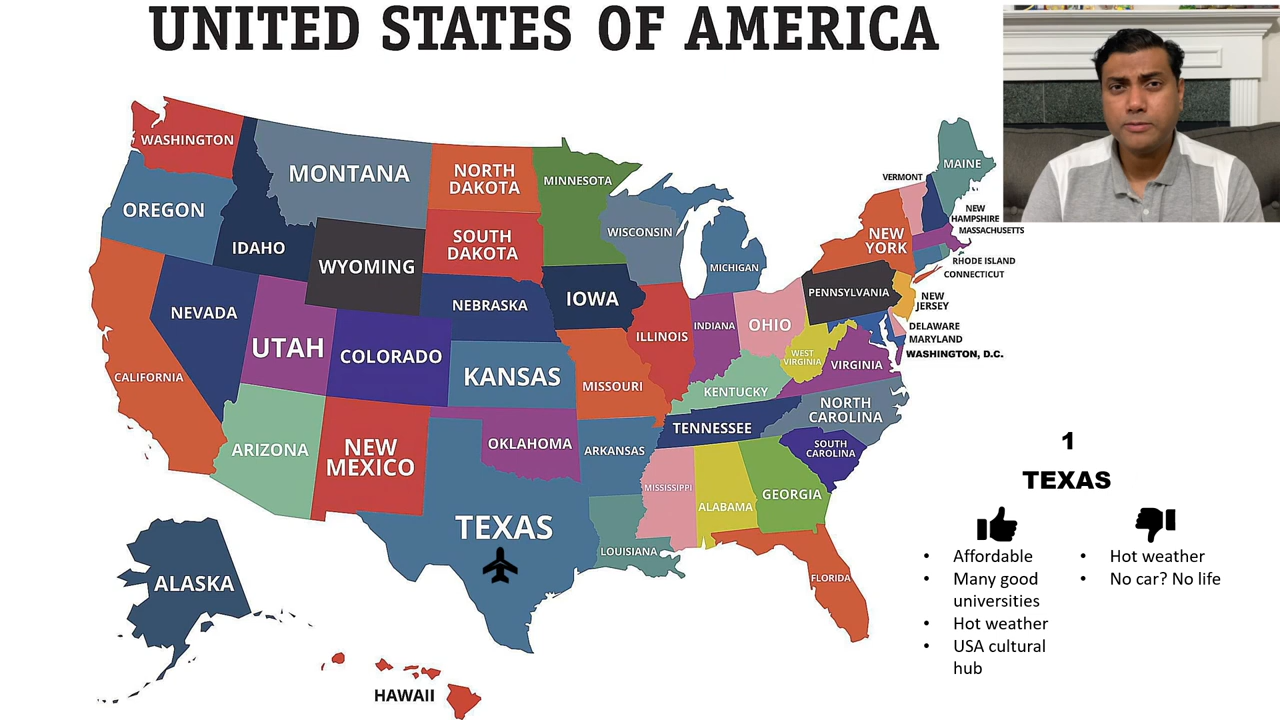 UNITED STATES OF AMERICA
WASHINGTON
MONTANA
NORTH
DAKOTA
MINNESOTA
MAINE
VERMONT
OREGON
IDAHO
WYOMING
SOUTH
DAKOTA
WISCONSIN
MICHIGAN
NEW
YORK
NEW
HAMPSHIRE
MASSACHUSETTS
RHODE ISLAND
CONNECTICUT
NEVADA
UTAH
COLORADO
NEBRASKA
IOWA
ILLINOIS
INDIANA
OHIO
PENNSYLVANIA
NEW
JERSEY
DELAWARE
MARYLAND
WASHINGTON, D.C.
CALIFORNIA
KANSAS
MISSOURI
KENTUCKY
WEST
VIRGINIA
VIRGINIA
ARIZONA
NEW
MEXICO
OKLAHOMA
ARKANSAS
TENNESSEE
NORTH
CAROLINA
SOUTH
CAROLINA
TEXAS
LOUISIANA
MISSISSIPPI
ALABAMA
GEORGIA
FLORIDA
ALASKA
HAWAII
1
TEXAS
• Affordable
• Many good
universities
• Hot weather
• USA cultural
hub
• Hot weather
• No car? No life